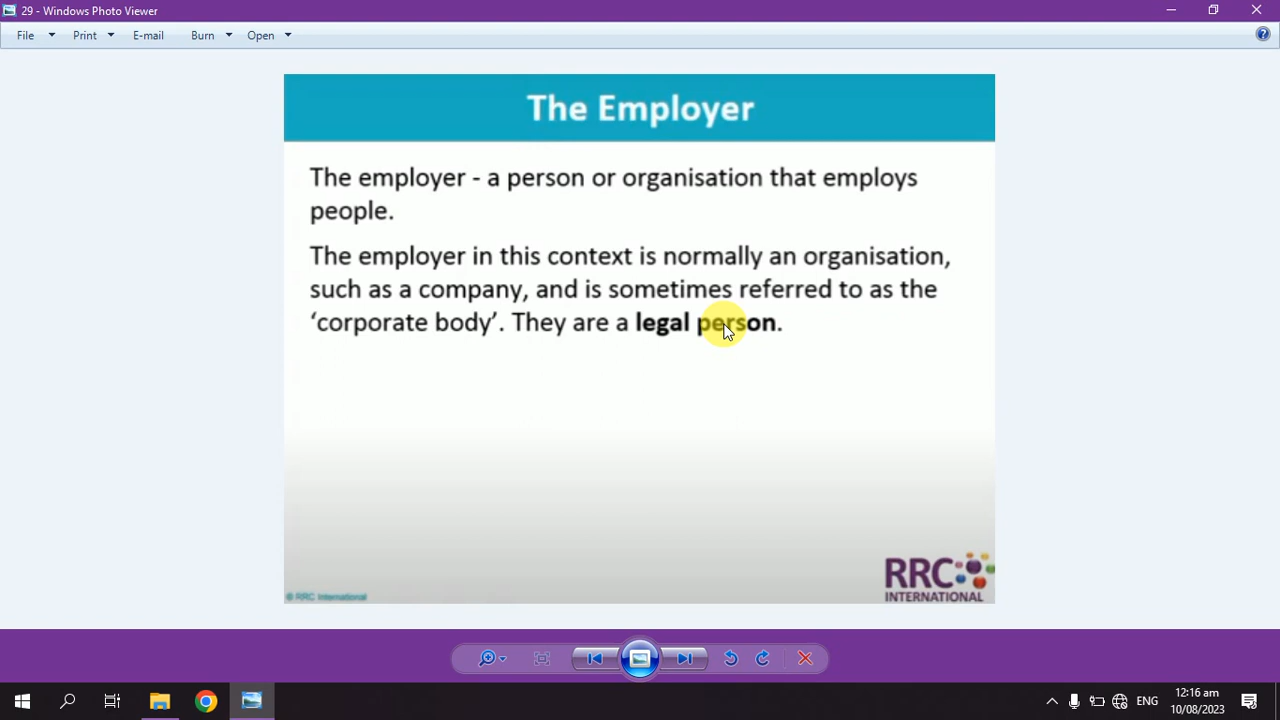 29 - Windows Photo Viewer
File Print E-mail Burn Open
The Employer
The employer - a person or organisation that employs
people.
The employer in this context is normally an organisation,
such as a company, and is sometimes referred to as the
‘corporate body’. They are a legal person.
RRC
INTERNATIONAL
© RRC International
ENG
12:16 am
10/08/2023